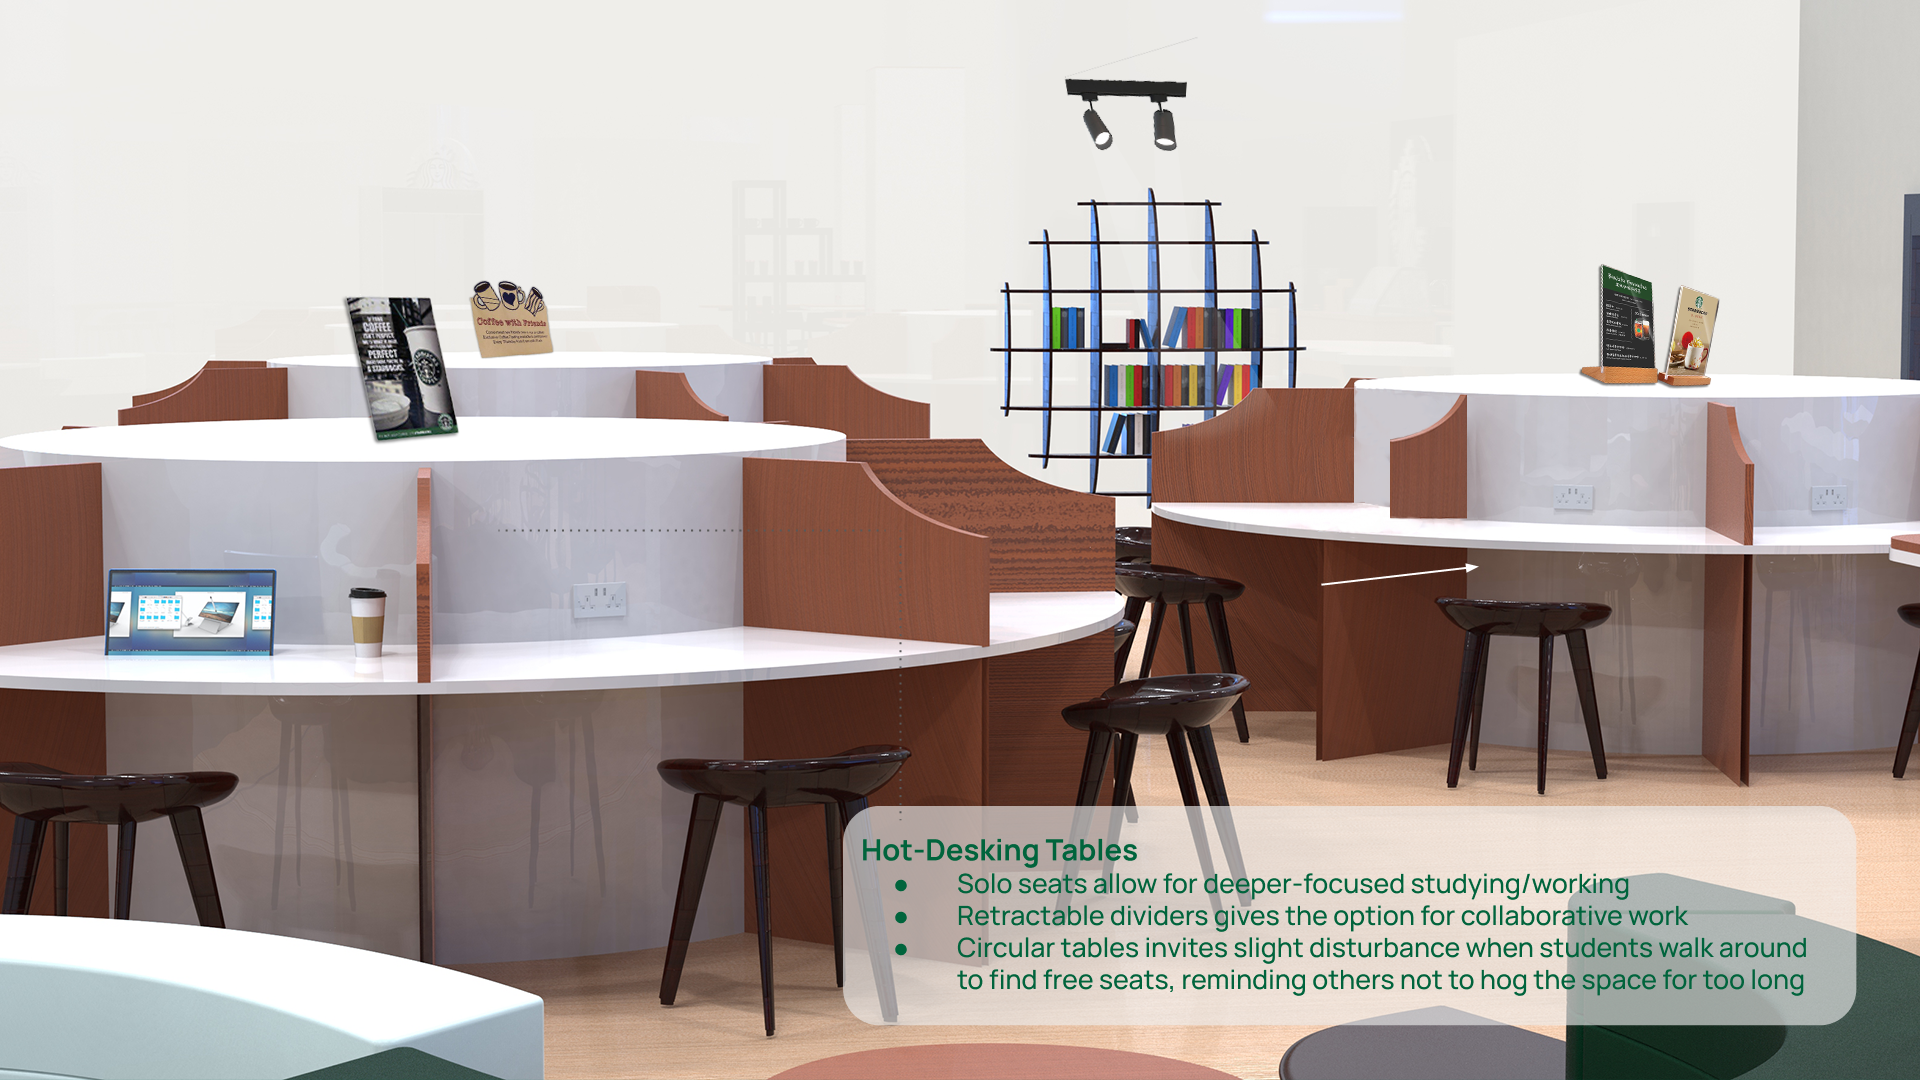 COFFEE
PERFECT
Coffee with Friends
Hot-Desking Tables
● Solo seats allow for deeper-focused studying/working
● Retractable dividers gives the option for collaborative work
● Circular tables invites slight disturbance when students walk around
to find free seats, reminding others not to hog the space for too long